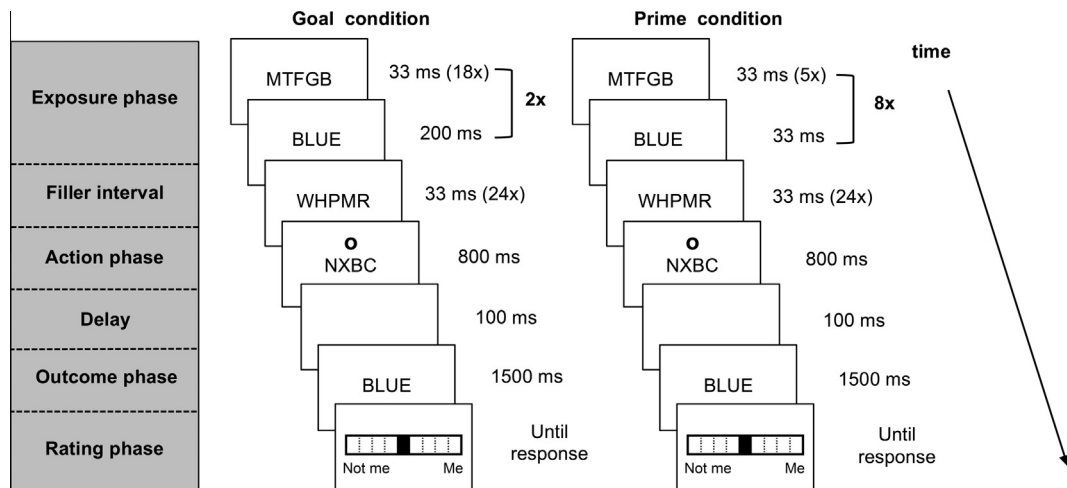 Goal condition
Prime condition
time
Exposure phase
MTFGB
33 ms (18x)
2x
BLUE
200 ms
MTFGB
33 ms (5x)
8x
BLUE
33 ms
Filler interval
WHPMR
33 ms (24x)
WHPMR
33 ms (24x)
Action phase
o
NXBC
800 ms
o
NXBC
800 ms
Delay
100 ms
100 ms
Outcome phase
BLUE
1500 ms
BLUE
1500 ms
Rating phase
Not me Me
Until
response
Not me Me
Until
response